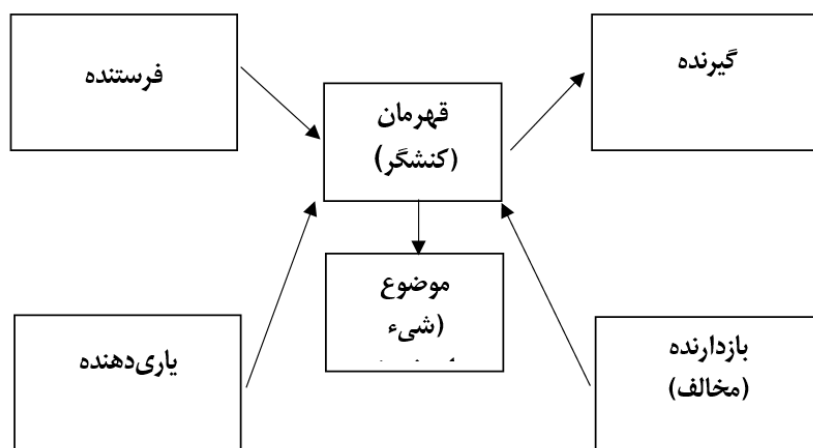 گیرنده
فرستنده
قهرمان
(کنشگر)
موضوع
(شیء
بازدارنده
(مخالف)
یاری‌دهنده